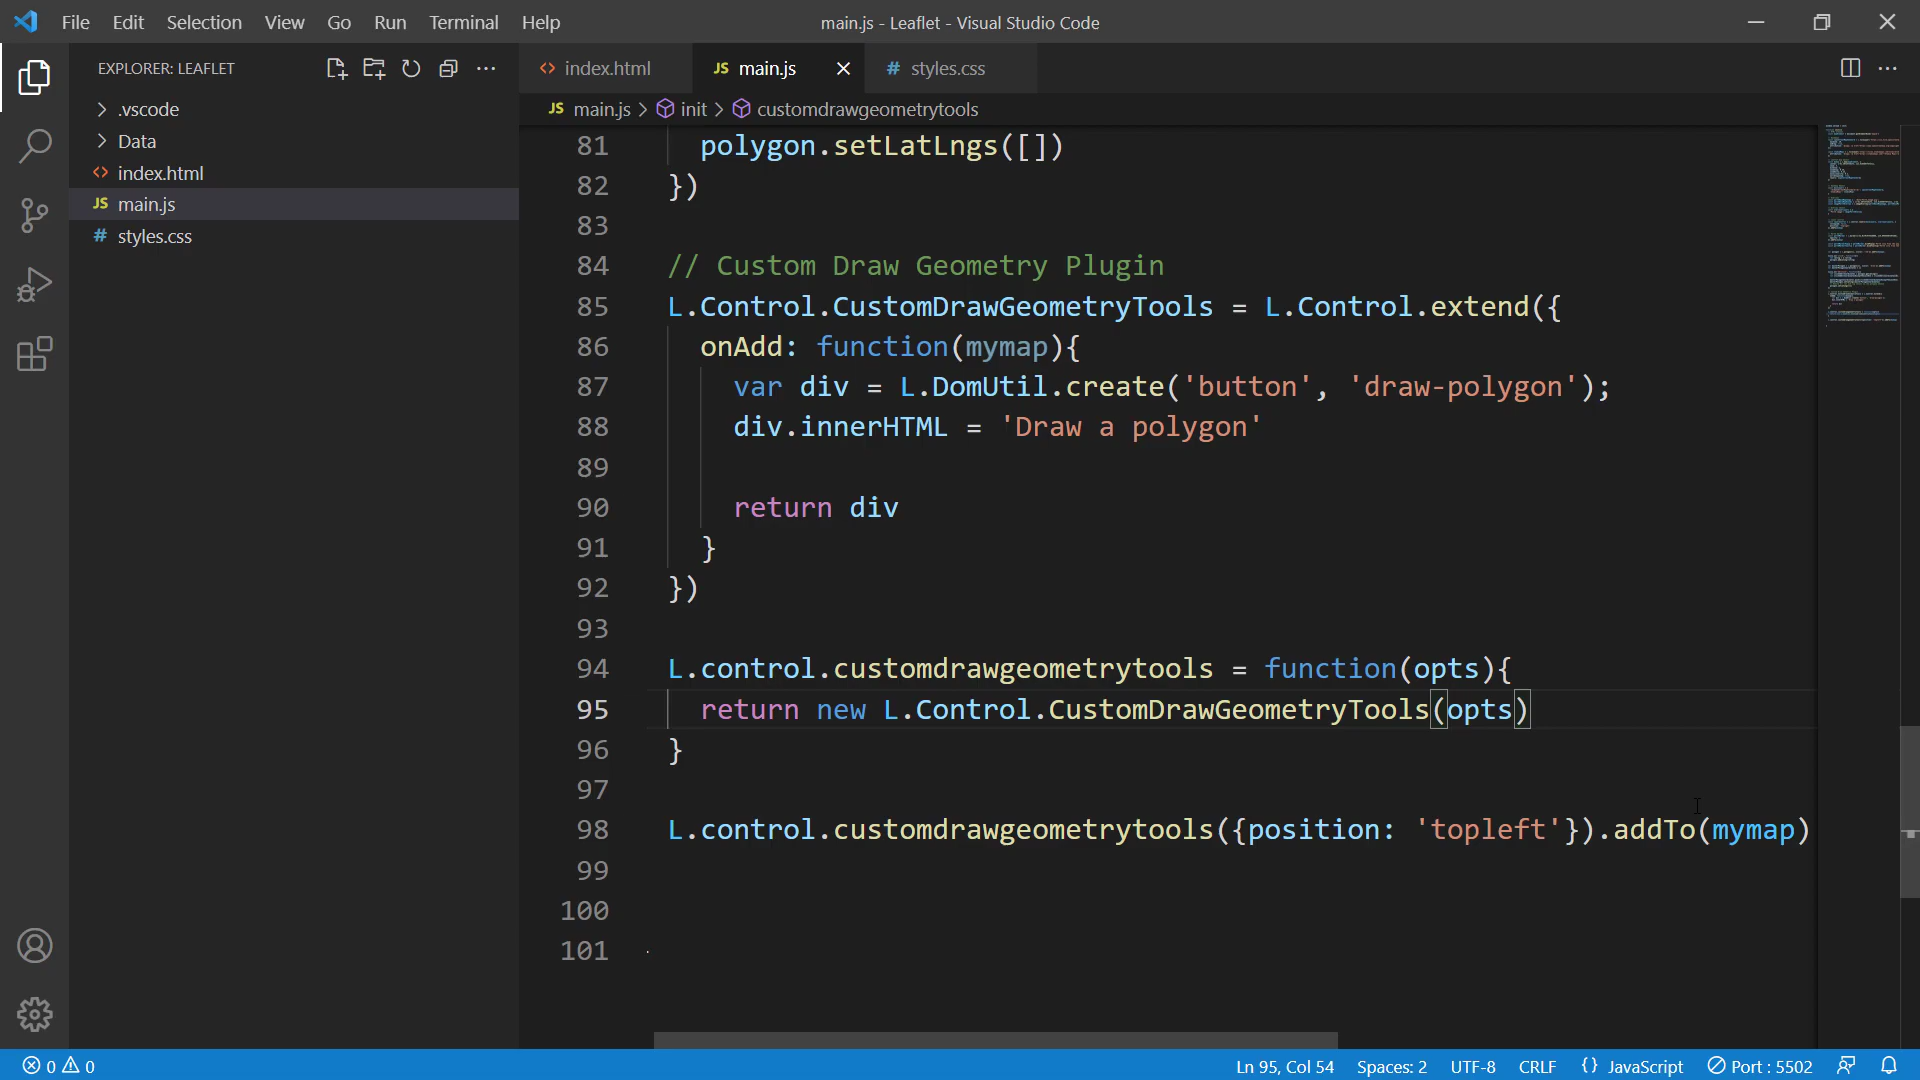 File Edit Selection View Go Run Terminal Help
main.js - Leaflet - Visual Studio Code
EXPLORER: LEAFLET
.vscode
Data
index.html
JS main.js
# styles.css
index.html
JS main.js
# styles.css
JS main.js > init > customdrawgeometrytools
81 polygon.setLatLngs([])
82 })
83
84 // Custom Draw Geometry Plugin
85 L.Control.CustomDrawGeometryTools = L.Control.extend({
86 onAdd: function(mymap){
87 var div = L.DomUtil.create('button', 'draw-polygon');
88 div.innerHTML = 'Draw a polygon'
89
90 return div
91 }
92 })
93
94 L.control.customdrawgeometrytools = function(opts){
95 return new L.Control.CustomDrawGeometryTools(opts)
96 }
97
98 L.control.customdrawgeometrytools({position: 'topleft'}).addTo(mymap)
99
100
101
0 0
Ln 95, Col 54 Spaces: 2 UTF-8 CRLF {} JavaScript Port : 5502